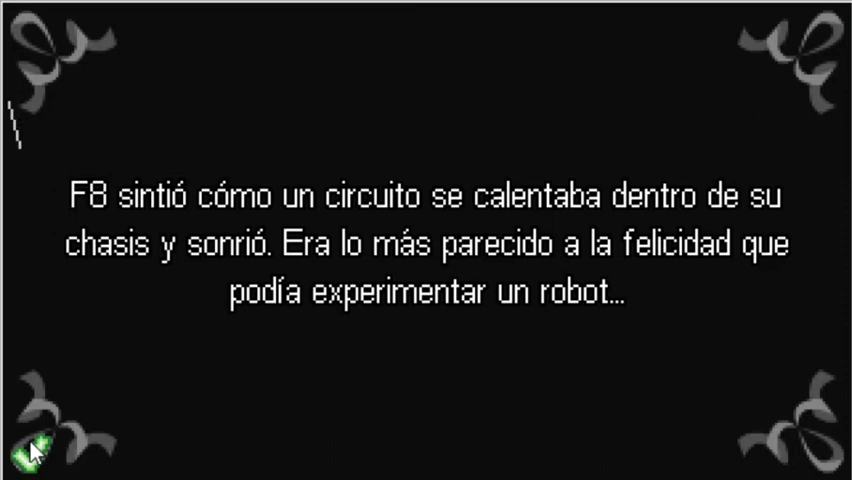 F8 sintió cómo un circuito se calentaba dentro de su
chasis y sonrió. Era lo más parecido a la felicidad que
podía experimentar un robot...